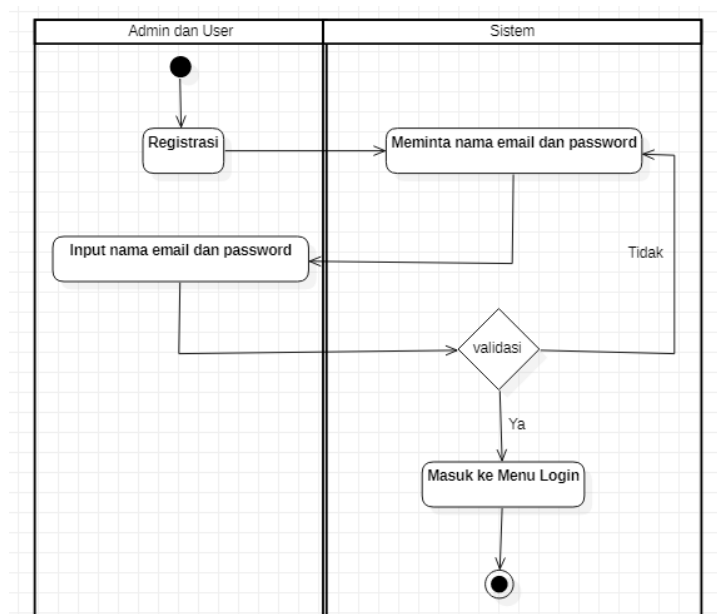 Admin dan User
Sistem
Registrasi
Meminta nama email dan password
Input nama email dan password
Tidak
validasi
Ya
Masuk ke Menu Login